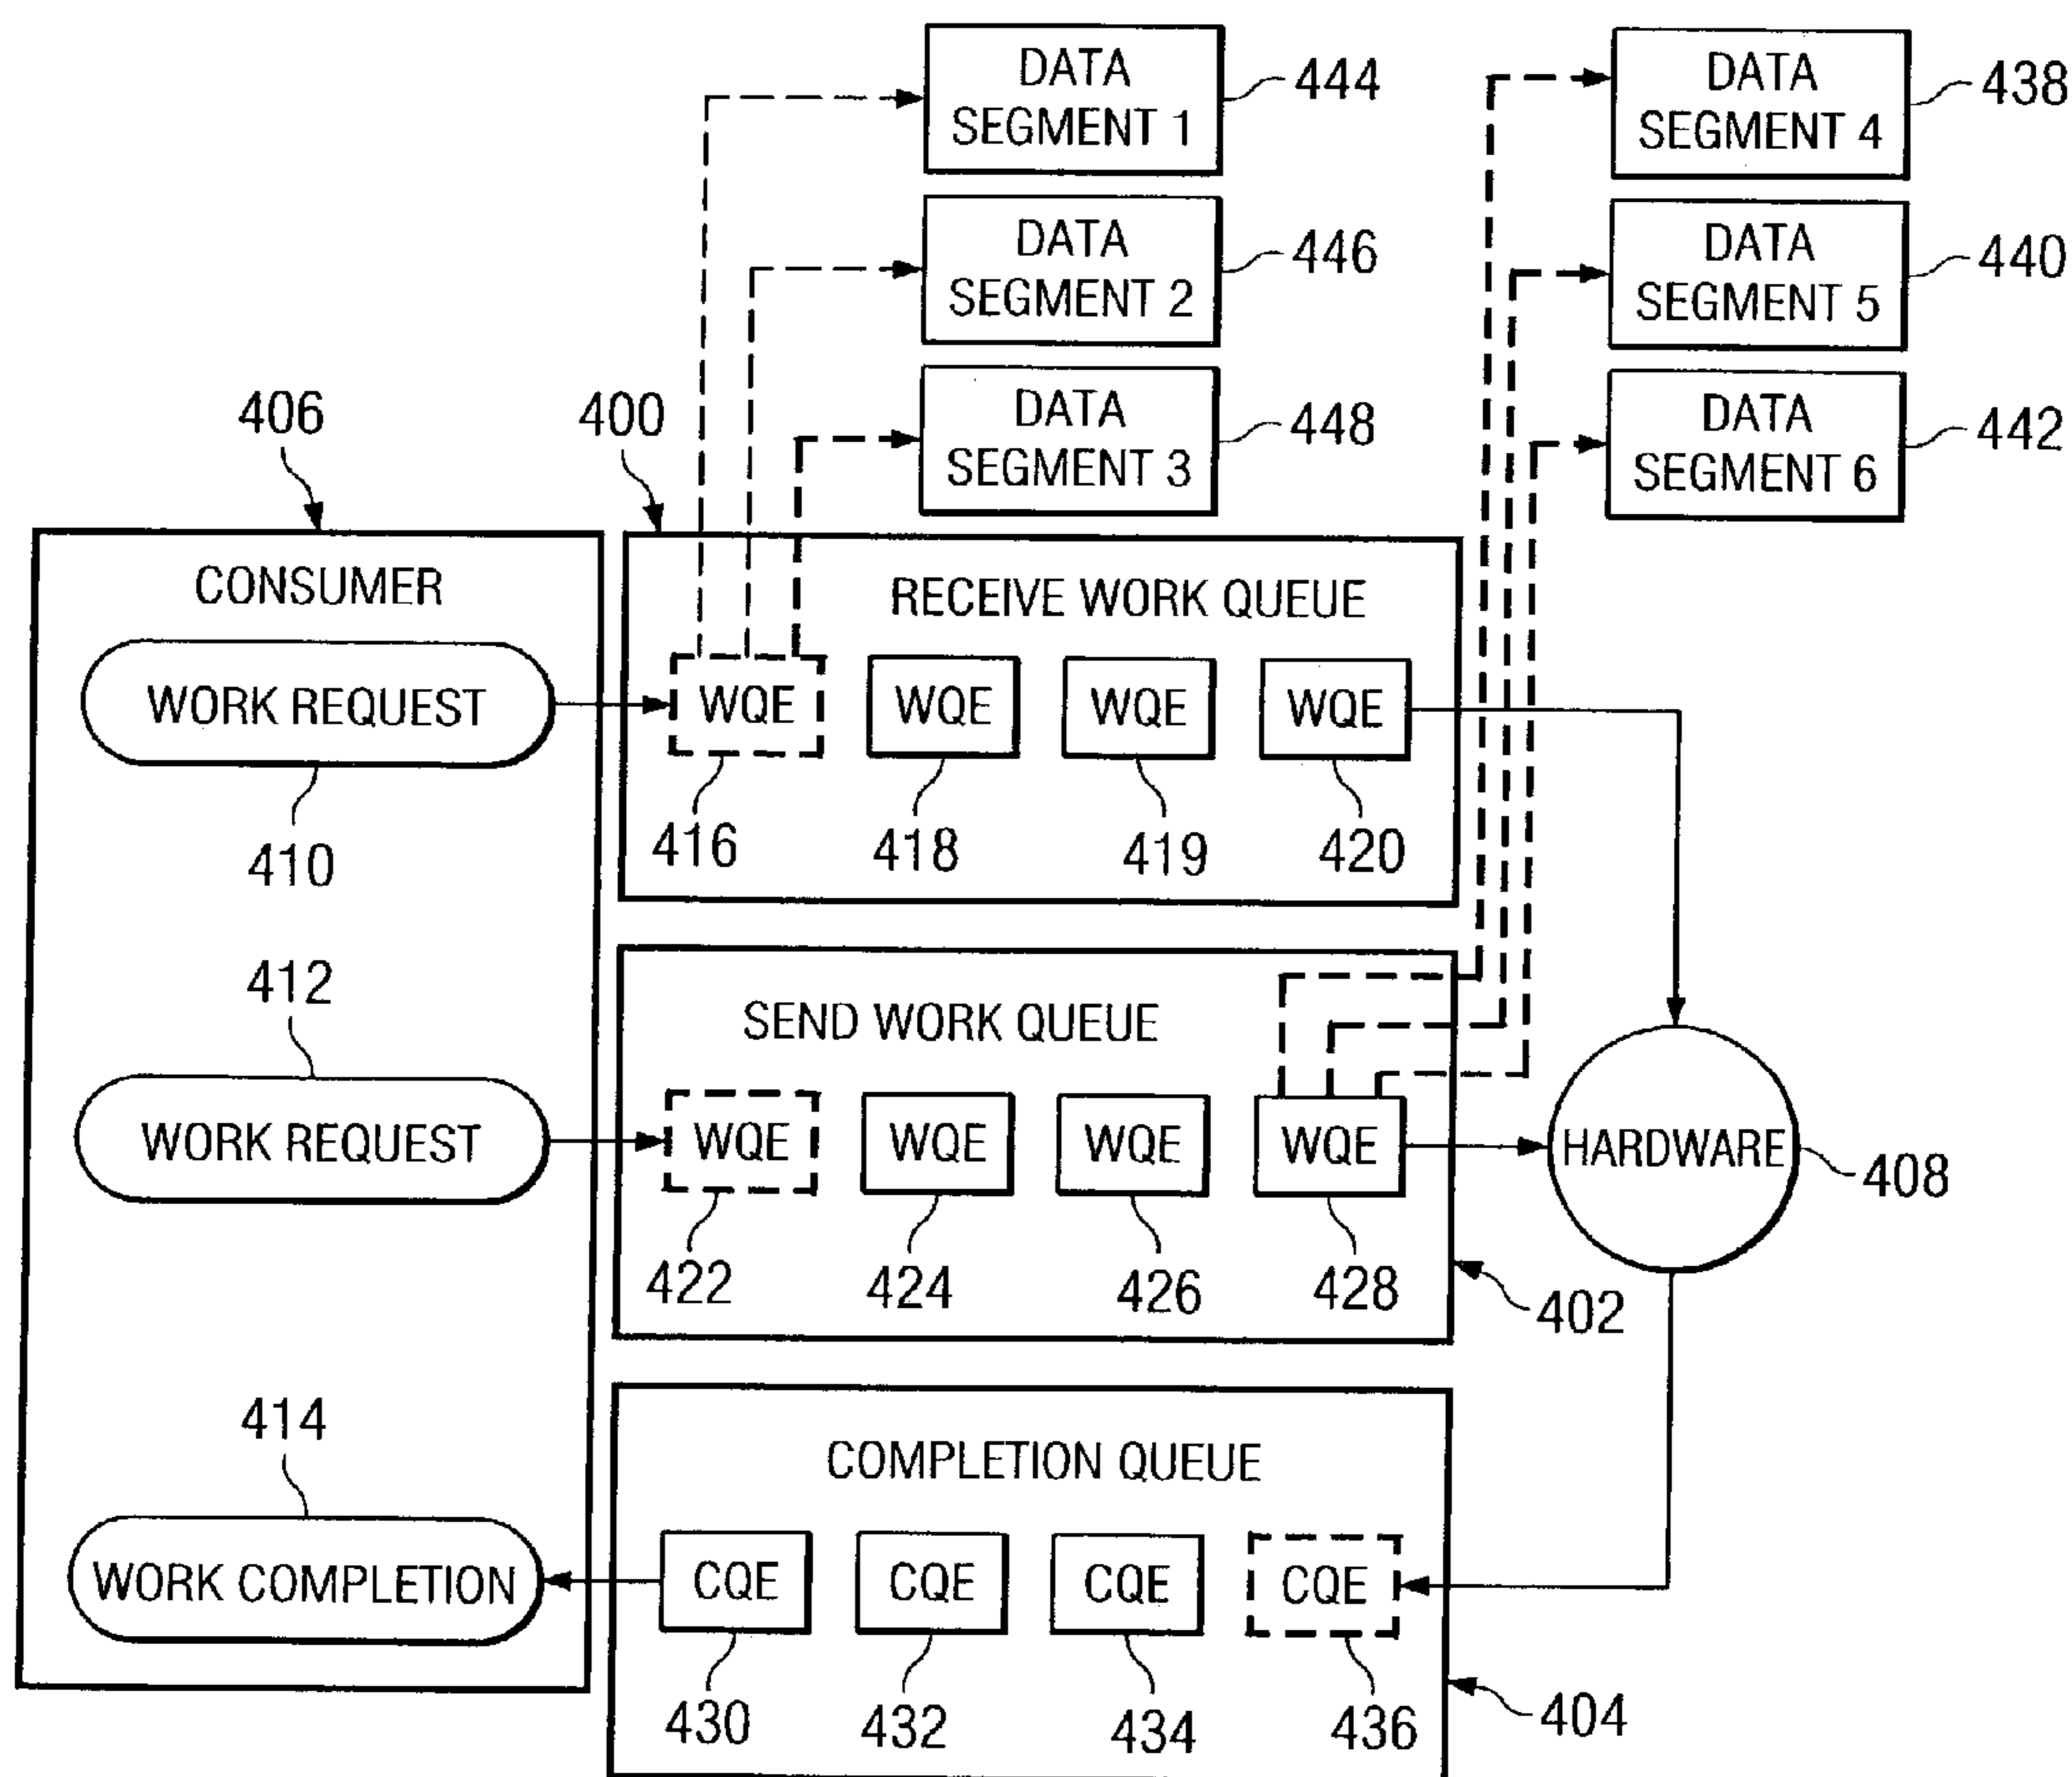 DATA
SEGMENT 1
444
DATA
SEGMENT 4
438
DATA
SEGMENT 2
446
DATA
SEGMENT 5
440
DATA
SEGMENT 3
448
DATA
SEGMENT 6
442
406
400
CONSUMER
RECEIVE WORK QUEUE
WORK REQUEST
WQE
WQE
WQE
WQE
410
416
418
419
420
412
SEND WORK QUEUE
WORK REQUEST
WQE
WQE
WQE
WQE
HARDWARE
408
422
424
426
428
402
414
COMPLETION QUEUE
WORK COMPLETION
CQE
CQE
CQE
CQE
430
432
434
436
404